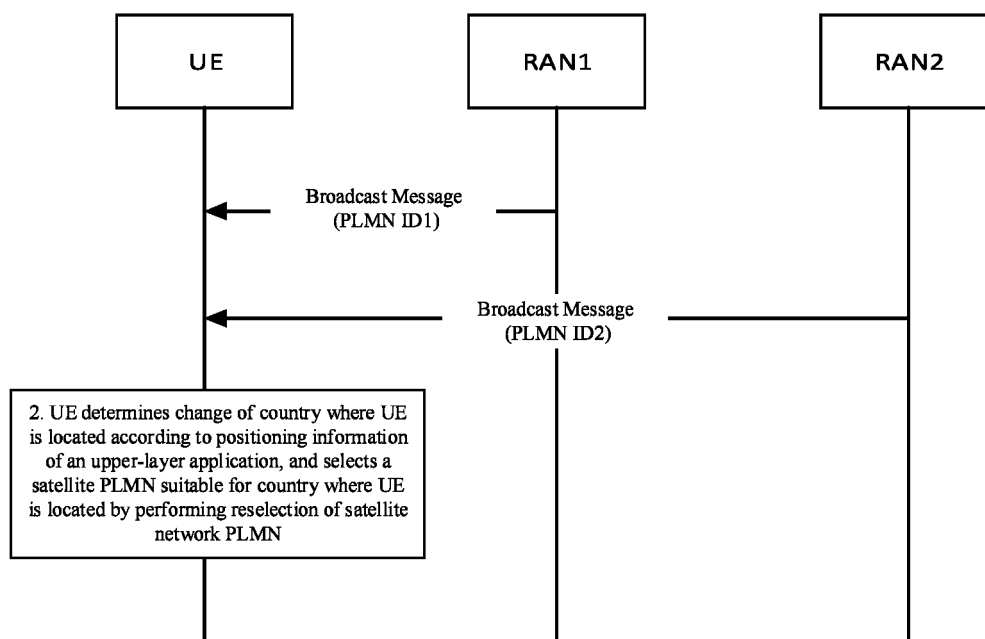 UE
RAN1
RAN2
Broadcast Message
(PLMN ID1)
Broadcast Message
(PLMN ID2)
2. UE determines change of country where UE
is located according to positioning information
of an upper-layer application, and selects a
satellite PLMN suitable for country where UE
is located by performing reselection of satellite
network PLMN